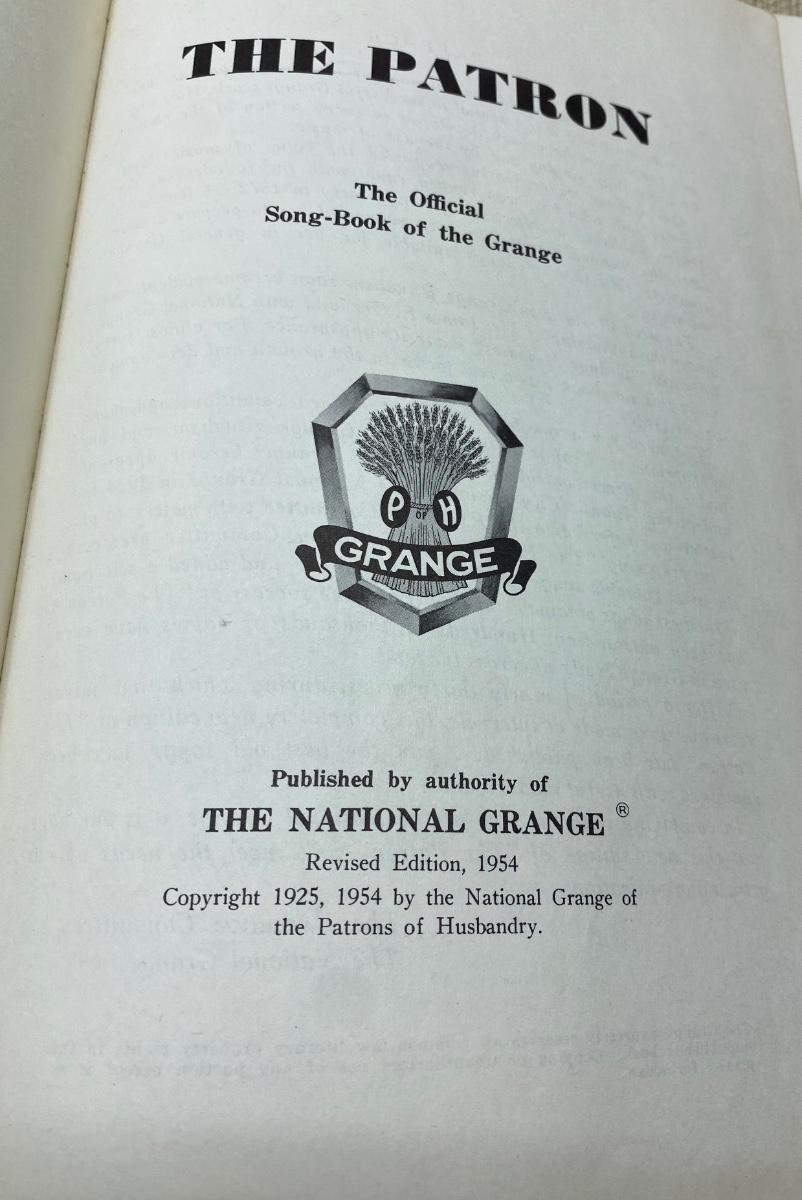 THE PATRON
The Official
Song-Book of the Grange
P OF H
GRANGE
Published by authority of
THE NATIONAL GRANGE ®
Revised Edition, 1954
Copyright 1925, 1954 by the National Grange of
the Patrons of Husbandry.